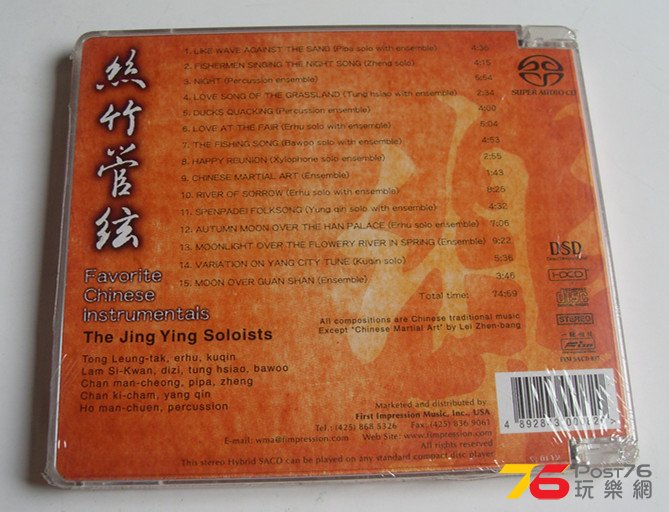 絲竹管弦
Favorite
Chinese
Instrumentals
1. LIKE WAVE AGAINST THE SAND (Pipa solo with ensemble) 4:36
2. FISHERMEN SINGING THE NIGHT SONG (Zheng solo) 4:15
3. NIGHT (Percussion ensemble) 5:54
4. LOVE SONG OF THE GRASSLAND (Tung hsiao with ensemble) 2:34
5. DUCKS QUACKING (Percussion ensemble) 4:00
6. LOVE AT THE FAIR (Erhu solo with ensemble) 5:04
7. THE FISHING SONG (Bawoo solo with ensemble) 4:53
8. HAPPY REUNION (Xylophone solo with ensemble) 2:55
9. CHINESE MARTIAL ART (Ensemble) 1:43
10. RIVER OF SORROW (Erhu solo with ensemble) 8:26
11. SPENPADEI FOLKSONG (Yung qin solo with ensemble) 4:32
12. AUTUMN MOON OVER THE HAN PALACE (Erhu solo ensemble) 7:06
13. MOONLIGHT OVER THE FLOWERY RIVER IN SPRING (Ensemble) 9:22
14. VARIATION ON YANG CITY TUNE (Kuqin solo) 5:36
15. MOON OVER GUAN SHAN (Ensemble) 3:46
Total time: 74:59
All compositions are Chinese traditional music
Except "Chinese Martial Art" by Lei Zhen-bang
The Jing Ying Soloists
Tong Leung-tak, erhu, kuqin
Lam Si-Kwan, dizi, tung hsiao, bawoo
Chan man-cheong, pipa, zheng
Chan ki-cham, yang qin
Ho man-chuen, percussion
Marketed and distributed by
First Impression Music, Inc., USA
Tel.: (425) 868 5326 Fax: (425) 836 9061
E-mail: wma@fimpression.com Web Site: www.fimpression.com
All rights reserved
This stereo Hybrid SACD can be played on any standard compact disc player
SUPER AUDIO CD
DSD
HDCD
STEREO
Post76
玩樂網